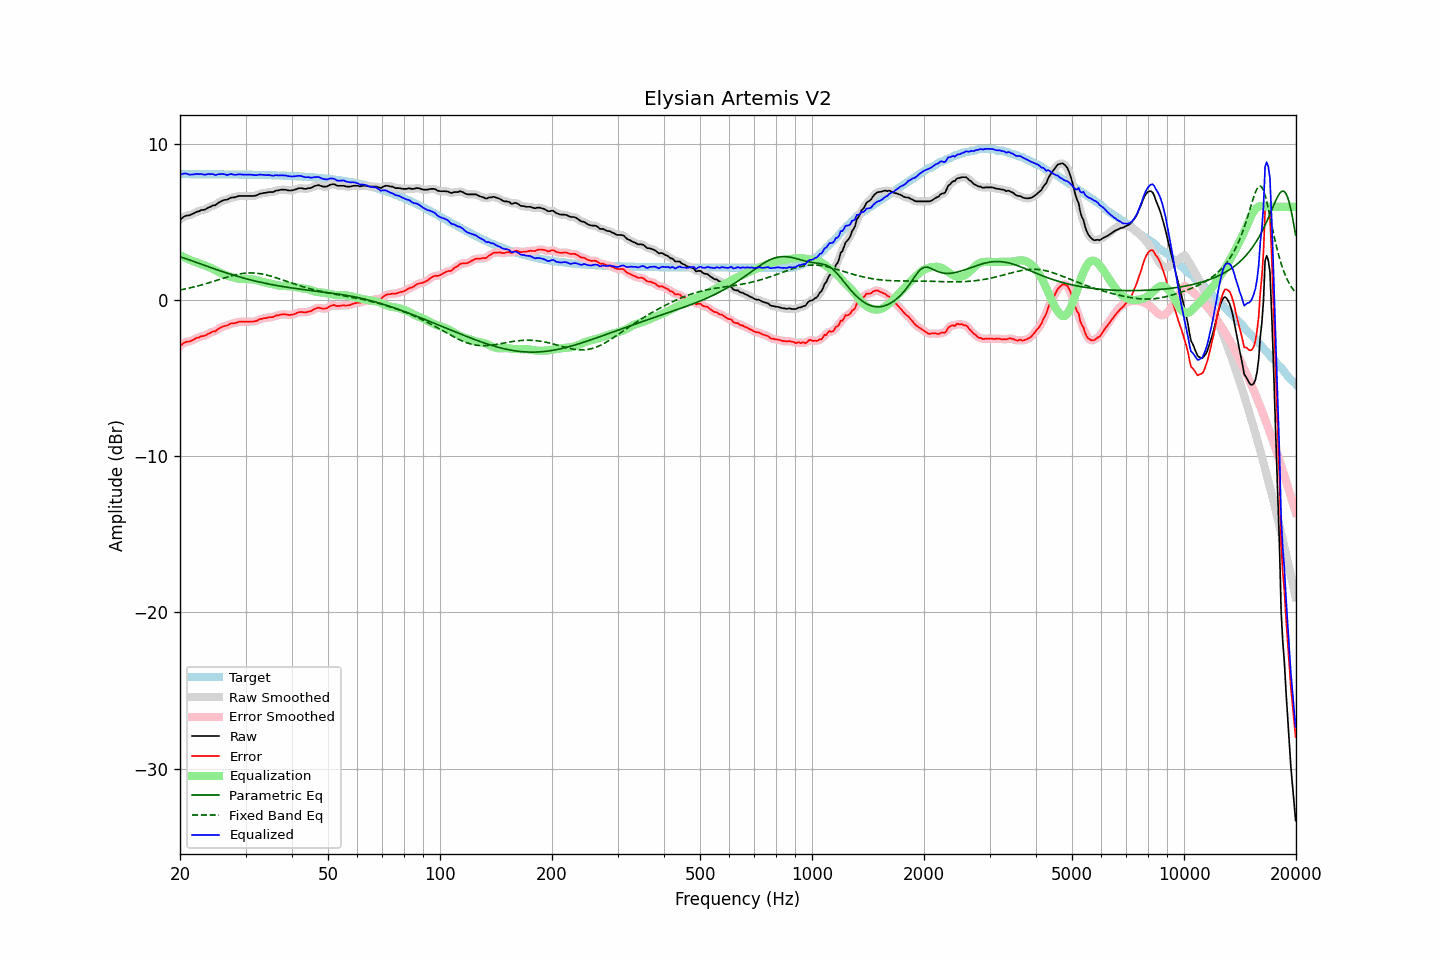 Elysian Artemis V2
10
0
−10
−20
−30
Amplitude (dBr)
Target
Raw Smoothed
Error Smoothed
Raw
Error
Equalization
Parametric Eq
Fixed Band Eq
Equalized
20 50 100 200 500 1000 2000 5000 10000 20000
Frequency (Hz)